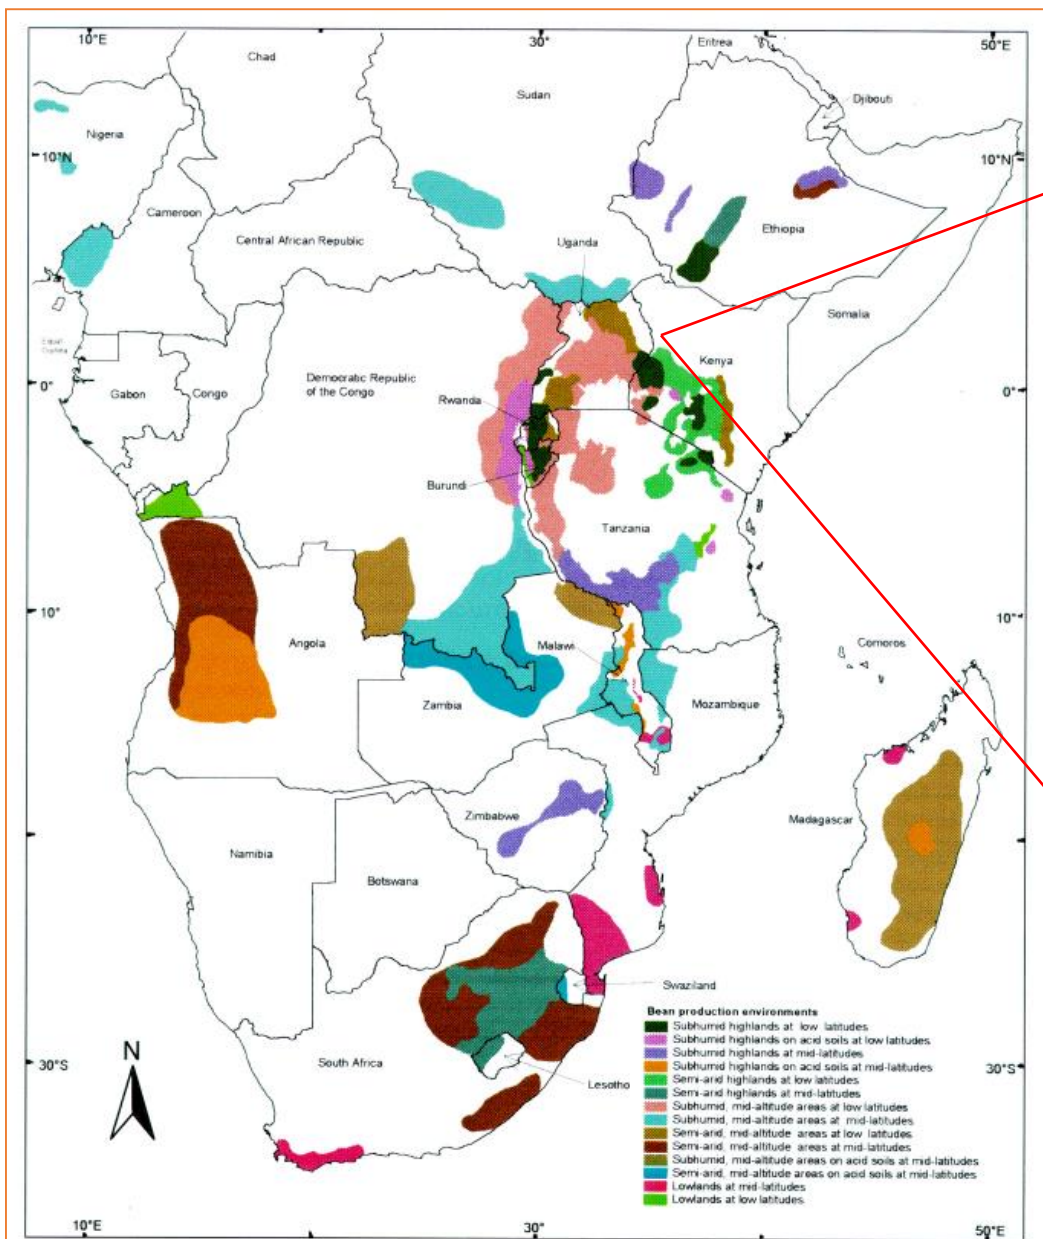 10°E
30°
50°E
Chad
Eritrea
Sudan
Djibouti
Nigeria
10°N
10°N
Cameroon
Central African Republic
Uganda
Ethiopia
Somalia
Kenya
0°
Gabon
Congo
Democratic Republic
of the Congo
0°
Rwanda
Burundi
Tanzania
10°
10°
Angola
Malawi
Comoros
Zambia
Mozambique
Zimbabwe
Madagascar
Namibia
Botswana
Swaziland
South Africa
Lesotho
N
30°S
30°S
Bean production environments
Subhumid highlands at low latitudes
Subhumid highlands on acid soils at low latitudes
Subhumid highlands at mid-latitudes
Subhumid highlands on acid soils at mid-latitudes
Semi-arid highlands at low latitudes
Semi-arid highlands at mid-latitudes
Subhumid, mid-altitude areas at low latitudes
Subhumid, mid-altitude areas at mid-latitudes
Semi-arid, mid-altitude areas at low latitudes
Semi-arid, mid-altitude areas at mid-latitudes
Subhumid, mid-altitude areas on acid soils at mid-latitudes
Semi-arid, mid-altitude areas on acid soils at mid-latitudes
Lowlands at mid-latitudes
Lowlands at low latitudes
10°E
30°
50°E